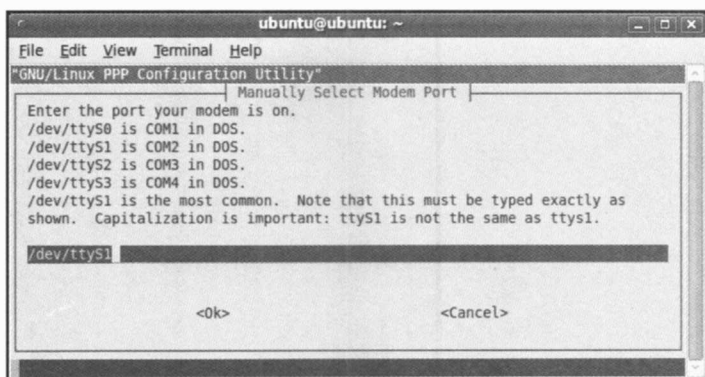 ubuntu@ubuntu: ~
File Edit View Terminal Help
"GNU/Linux PPP Configuration Utility"
Manually Select Modem Port
Enter the port your modem is on.
/dev/ttyS0 is COM1 in DOS.
/dev/ttyS1 is COM2 in DOS.
/dev/ttyS2 is COM3 in DOS.
/dev/ttyS3 is COM4 in DOS.
/dev/ttyS1 is the most common.  Note that this must be typed exactly as
shown.  Capitalization is important: ttyS1 is not the same as ttys1.
/dev/ttyS1
<Ok> <Cancel>